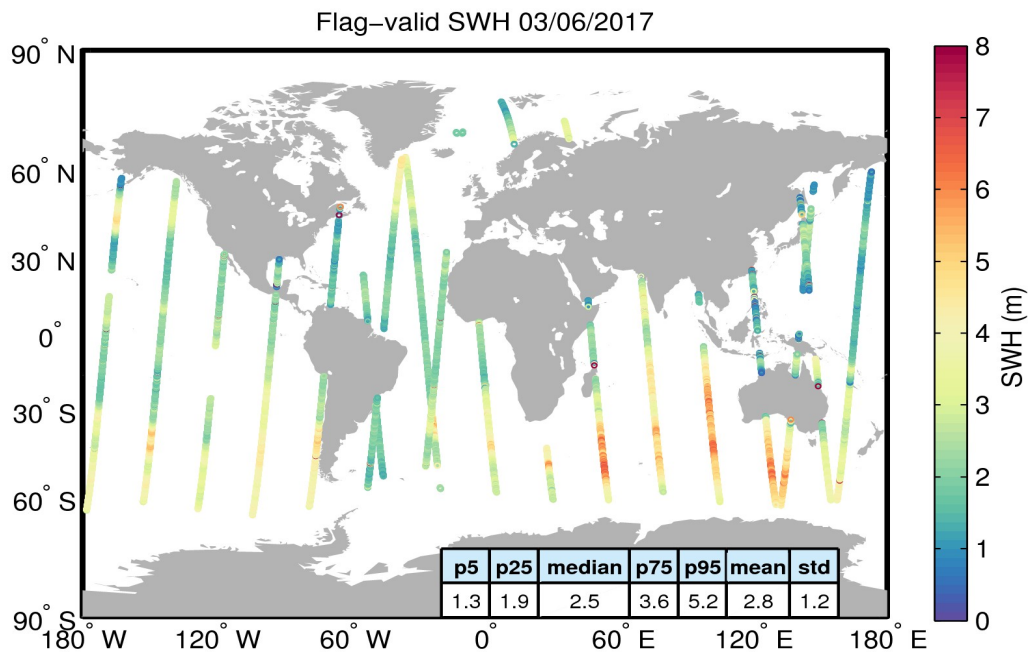 Flag−valid SWH 03/06/2017
90° N
60° N
30° N
0°
30° S
60° S
90° S
180° W
120° W
60° W
0°
60° E
120° E
180° E
p5 p25 median p75 p95 mean std
1.3 1.9 2.5 3.6 5.2 2.8 1.2
8
7
6
5
4
3
2
1
0
SWH (m)